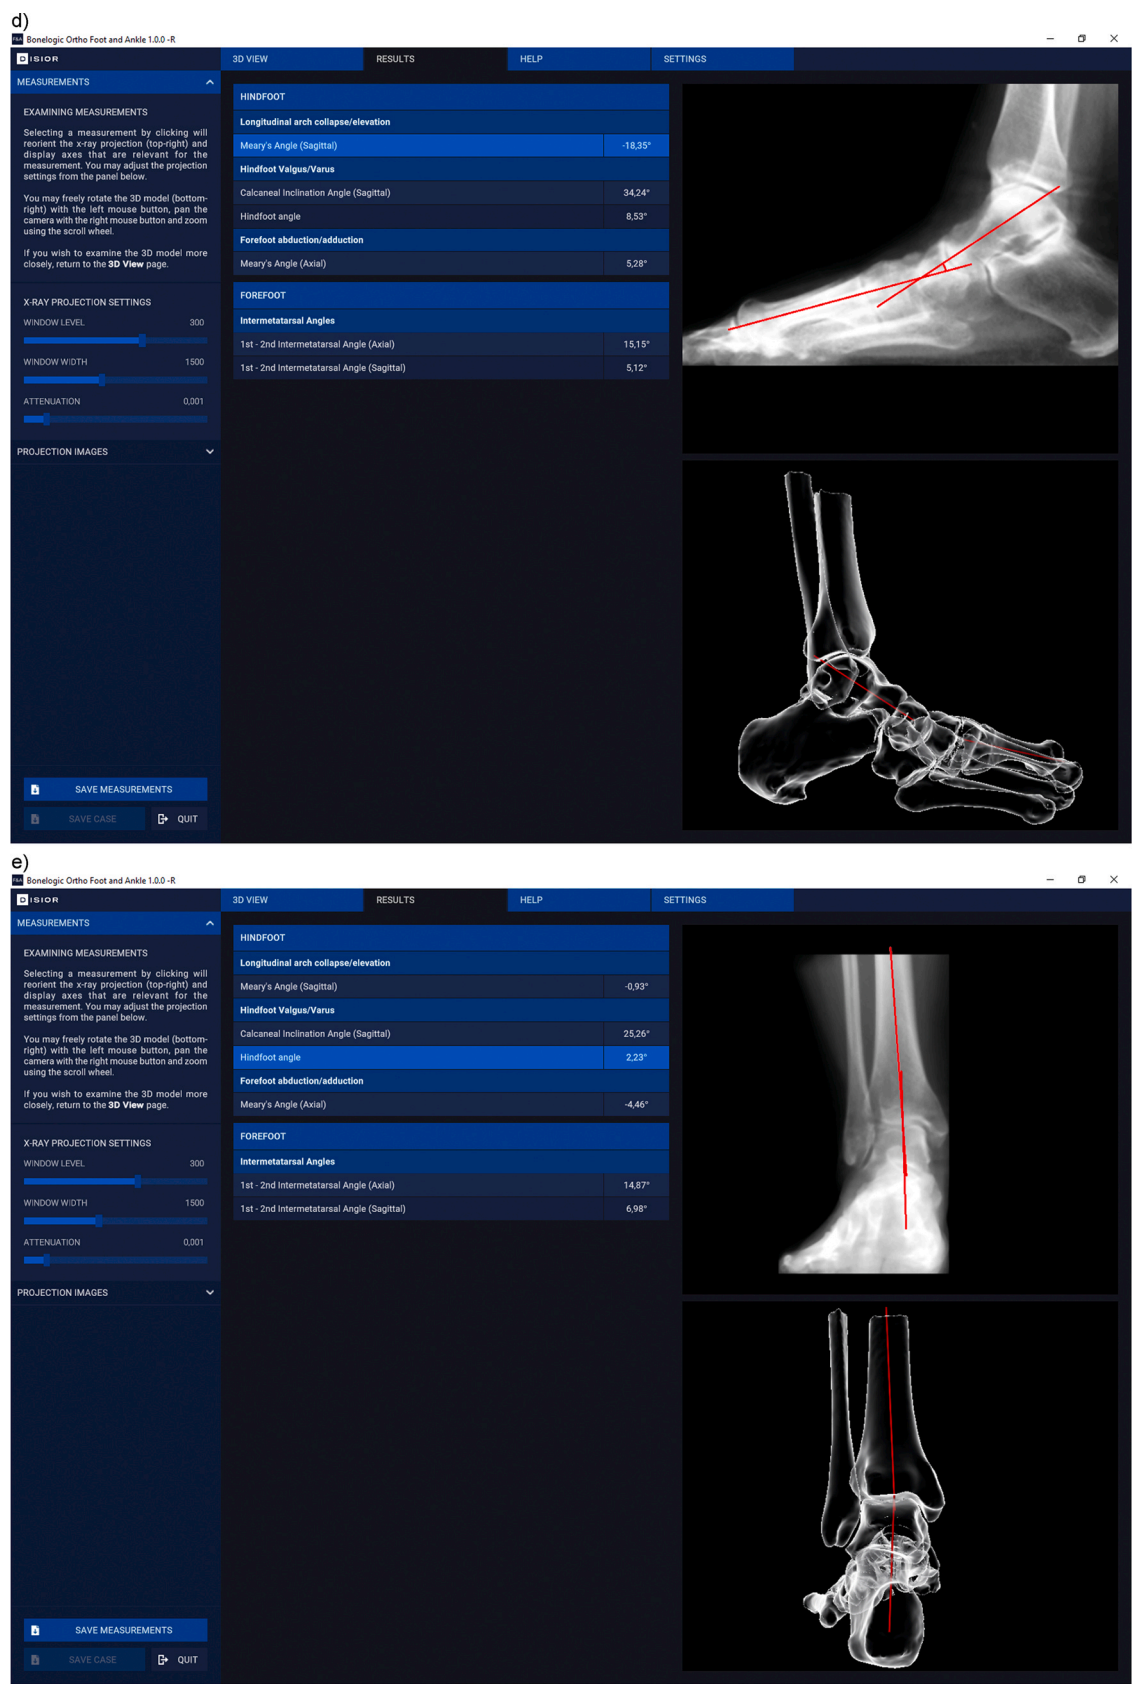 d)
Bonelogic Ortho Foot and Ankle 1.0.0 -R
DISIOR
3D VIEW
RESULTS
HELP
SETTINGS
MEASUREMENTS
EXAMINING MEASUREMENTS
Selecting a measurement by clicking will
reorient the x-ray projection (top-right) and
display axes that are relevant for the
measurement. You may adjust the projection
settings from the panel below.
You may freely rotate the 3D model (bottom-
right) with the left mouse button, pan the
camera with the right mouse button and zoom
using the scroll wheel.
If you wish to examine the 3D model more
closely, return to the 3D View page.
X-RAY PROJECTION SETTINGS
WINDOW LEVEL 300
WINDOW WIDTH 1500
ATTENUATION 0,001
PROJECTION IMAGES
SAVE MEASUREMENTS
SAVE CASE
QUIT
HINDFOOT
Longitudinal arch collapse/elevation
Meary's Angle (Sagittal) -18,35°
Hindfoot Valgus/Varus
Calcaneal Inclination Angle (Sagittal) 34,24°
Hindfoot angle 8,53°
Forefoot abduction/adduction
Meary's Angle (Axial) 5,28°
FOREFOOT
Intermetatarsal Angles
1st - 2nd Intermetatarsal Angle (Axial) 15,15°
1st - 2nd Intermetatarsal Angle (Sagittal) 5,12°
e)
Bonelogic Ortho Foot and Ankle 1.0.0 -R
DISIOR
3D VIEW
RESULTS
HELP
SETTINGS
MEASUREMENTS
EXAMINING MEASUREMENTS
Selecting a measurement by clicking will
reorient the x-ray projection (top-right) and
display axes that are relevant for the
measurement. You may adjust the projection
settings from the panel below.
You may freely rotate the 3D model (bottom-
right) with the left mouse button, pan the
camera with the right mouse button and zoom
using the scroll wheel.
If you wish to examine the 3D model more
closely, return to the 3D View page.
X-RAY PROJECTION SETTINGS
WINDOW LEVEL 300
WINDOW WIDTH 1500
ATTENUATION 0,001
PROJECTION IMAGES
SAVE MEASUREMENTS
SAVE CASE
QUIT
HINDFOOT
Longitudinal arch collapse/elevation
Meary's Angle (Sagittal) -0,93°
Hindfoot Valgus/Varus
Calcaneal Inclination Angle (Sagittal) 25,26°
Hindfoot angle 2,23°
Forefoot abduction/adduction
Meary's Angle (Axial) -4,46°
FOREFOOT
Intermetatarsal Angles
1st - 2nd Intermetatarsal Angle (Axial) 14,87°
1st - 2nd Intermetatarsal Angle (Sagittal) 6,98°